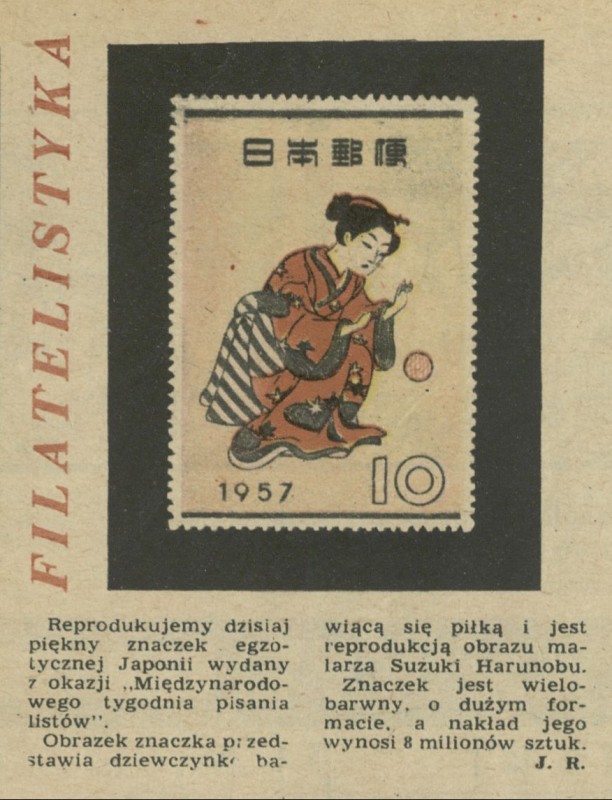 FILATELISTYKA
日本郵便
1957 10
Reprodukujemy dzisiaj
piękny znaczek egzo-
tycznej Japonii wydany
z okazji „Międzynarodo-
wego tygodnia pisania
listów”.
Obrazek znaczka przed-
stawia dziewczynkę ba-
wiącą się piłką i jest
reprodukcją obrazu ma-
larza Suzuki Harunobu.
Znaczek jest wielo-
barwny, o dużym for-
macie, a nakład jego
wynosi 8 milionów sztuk.
J. R.